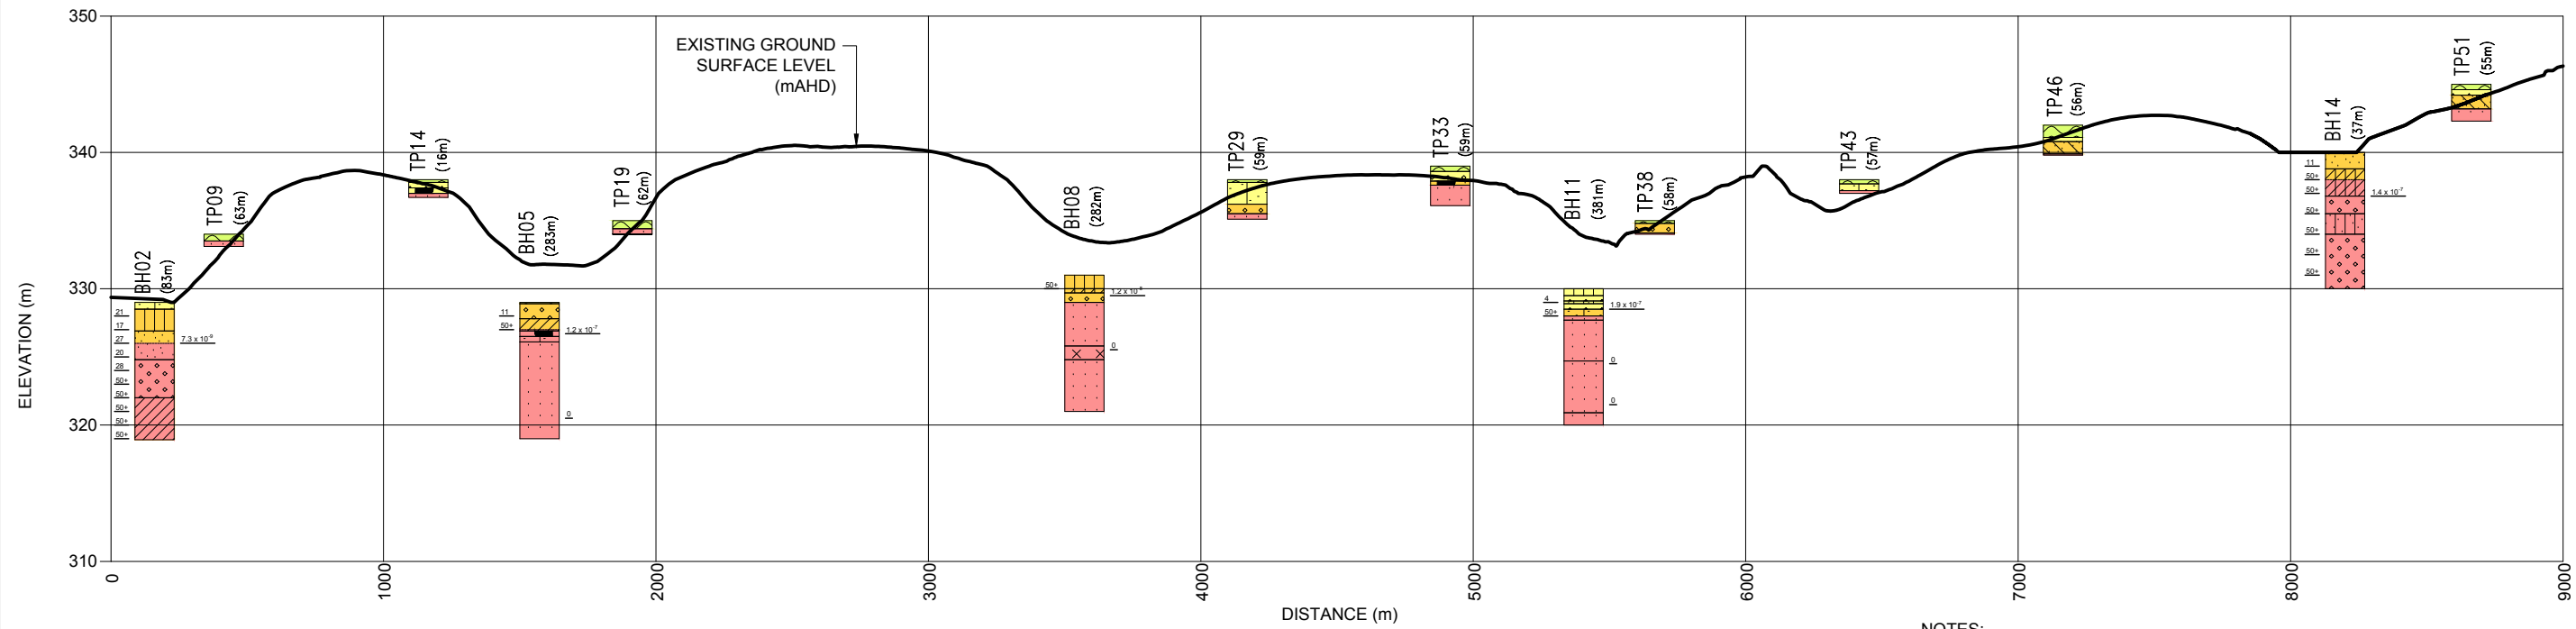 350
340
330
320
310
ELEVATION (m)
EXISTING GROUND
SURFACE LEVEL
(mAHD)
BH02
(83m)
21
17
27
20
28
50+
50+
50+
50+
50+
7.3 x 10⁻⁹
TP09
(63m)
TP14
(16m)
BH05
(283m)
11
50+
1.2 x 10⁻⁷
0
TP19
(62m)
BH08
(282m)
50+
0
TP29
(59m)
TP33
(59m)
BH11
(381m)
4
50+
1.9 x 10⁻⁷
0
0
TP38
(58m)
TP43
(57m)
TP46
(56m)
BH14
(37m)
11
50+
50+
50+
50+
50+
50+
1.4 x 10⁻⁷
TP51
(55m)
0
1000
2000
3000
4000
5000
6000
7000
8000
9000
DISTANCE (m)
NOTES: